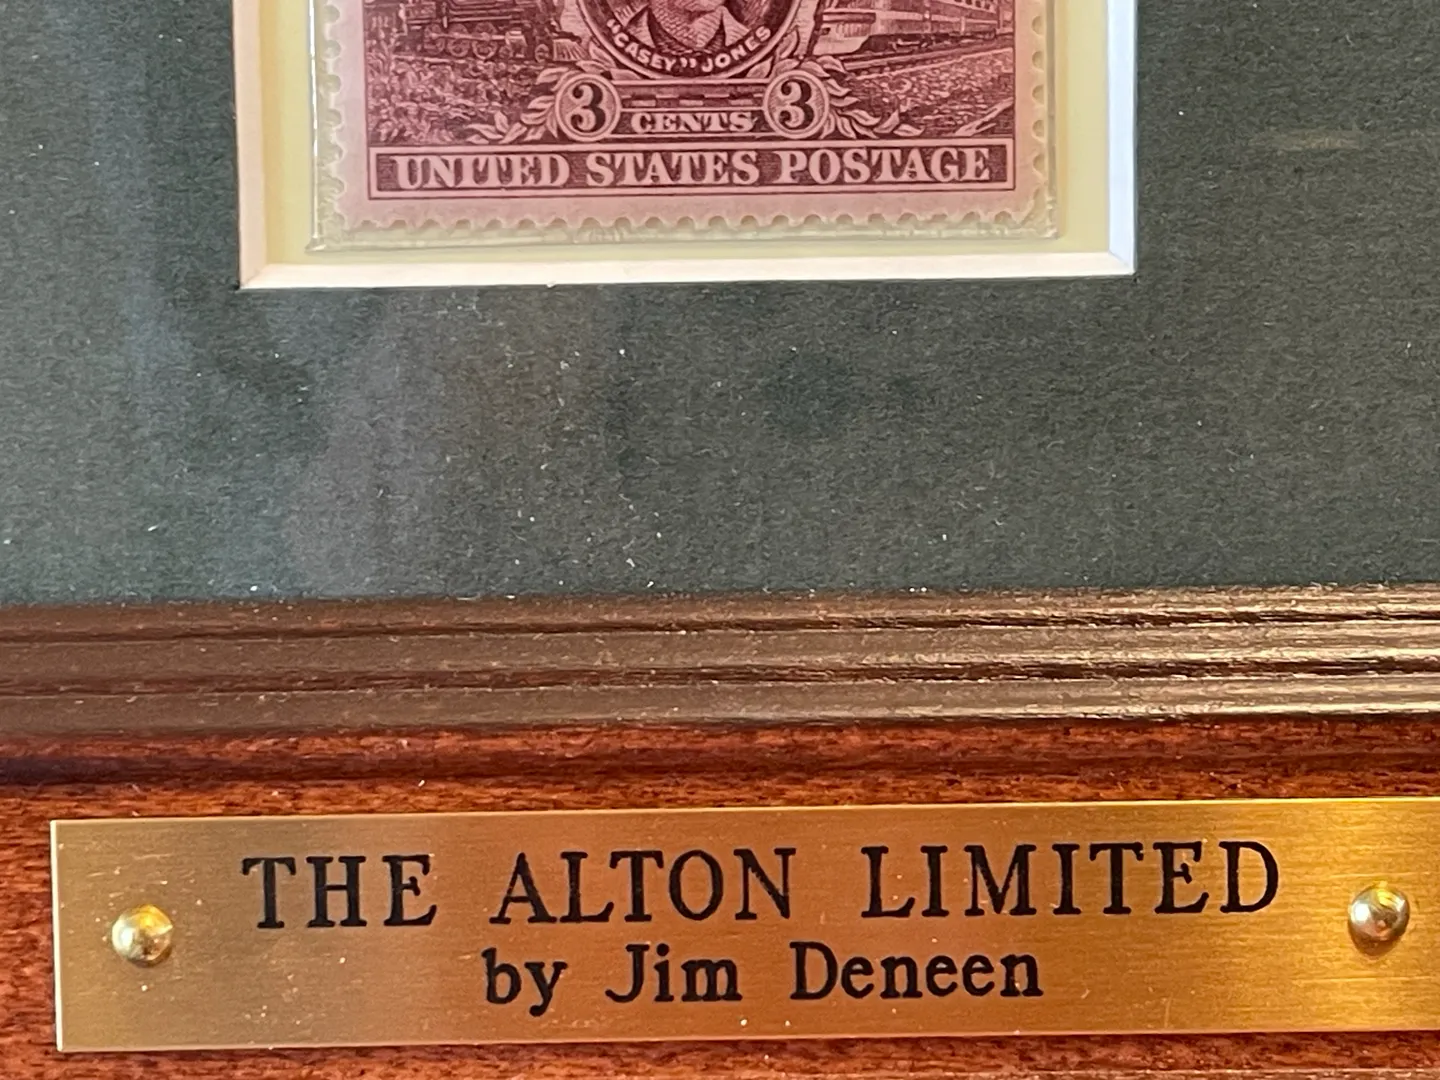 "CASEY" JONES
3 CENTS 3
UNITED STATES POSTAGE
THE ALTON LIMITED
by Jim Deneen